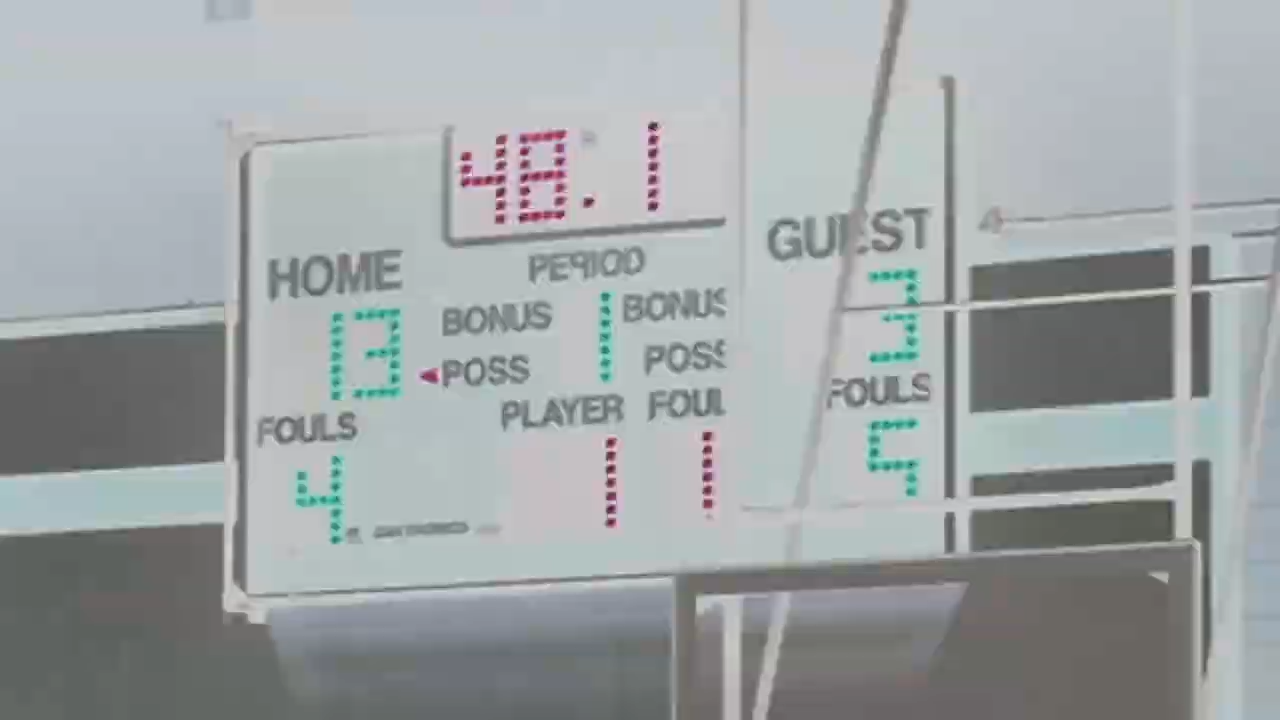 48.1
HOME PERIOD GUEST
13 BONUS 1 BONUS 3
POSS POSS
FOULS PLAYER FOUL FOULS
4 1 1 5